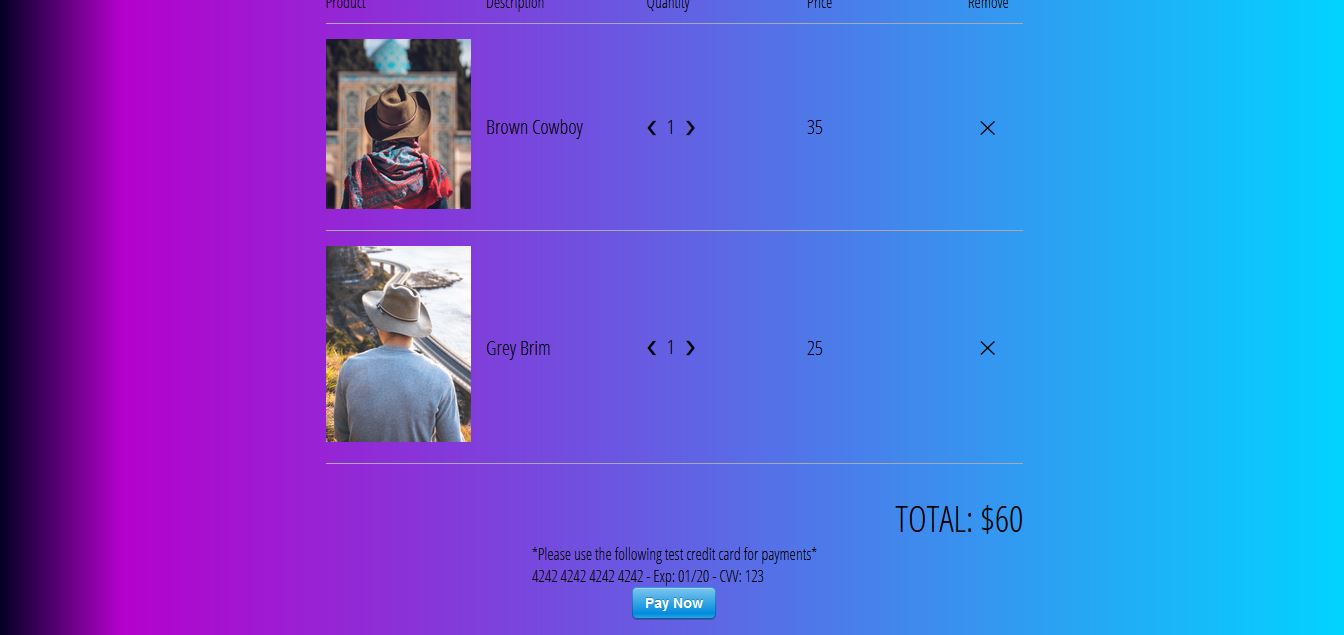 Product Description Quantity Price Remove
Brown Cowboy ❮ 1 ❯ 35 ✕
Grey Brim ❮ 1 ❯ 25 ✕
TOTAL: $60
*Please use the following test credit card for payments*
4242 4242 4242 4242 - Exp: 01/20 - CVV: 123
Pay Now